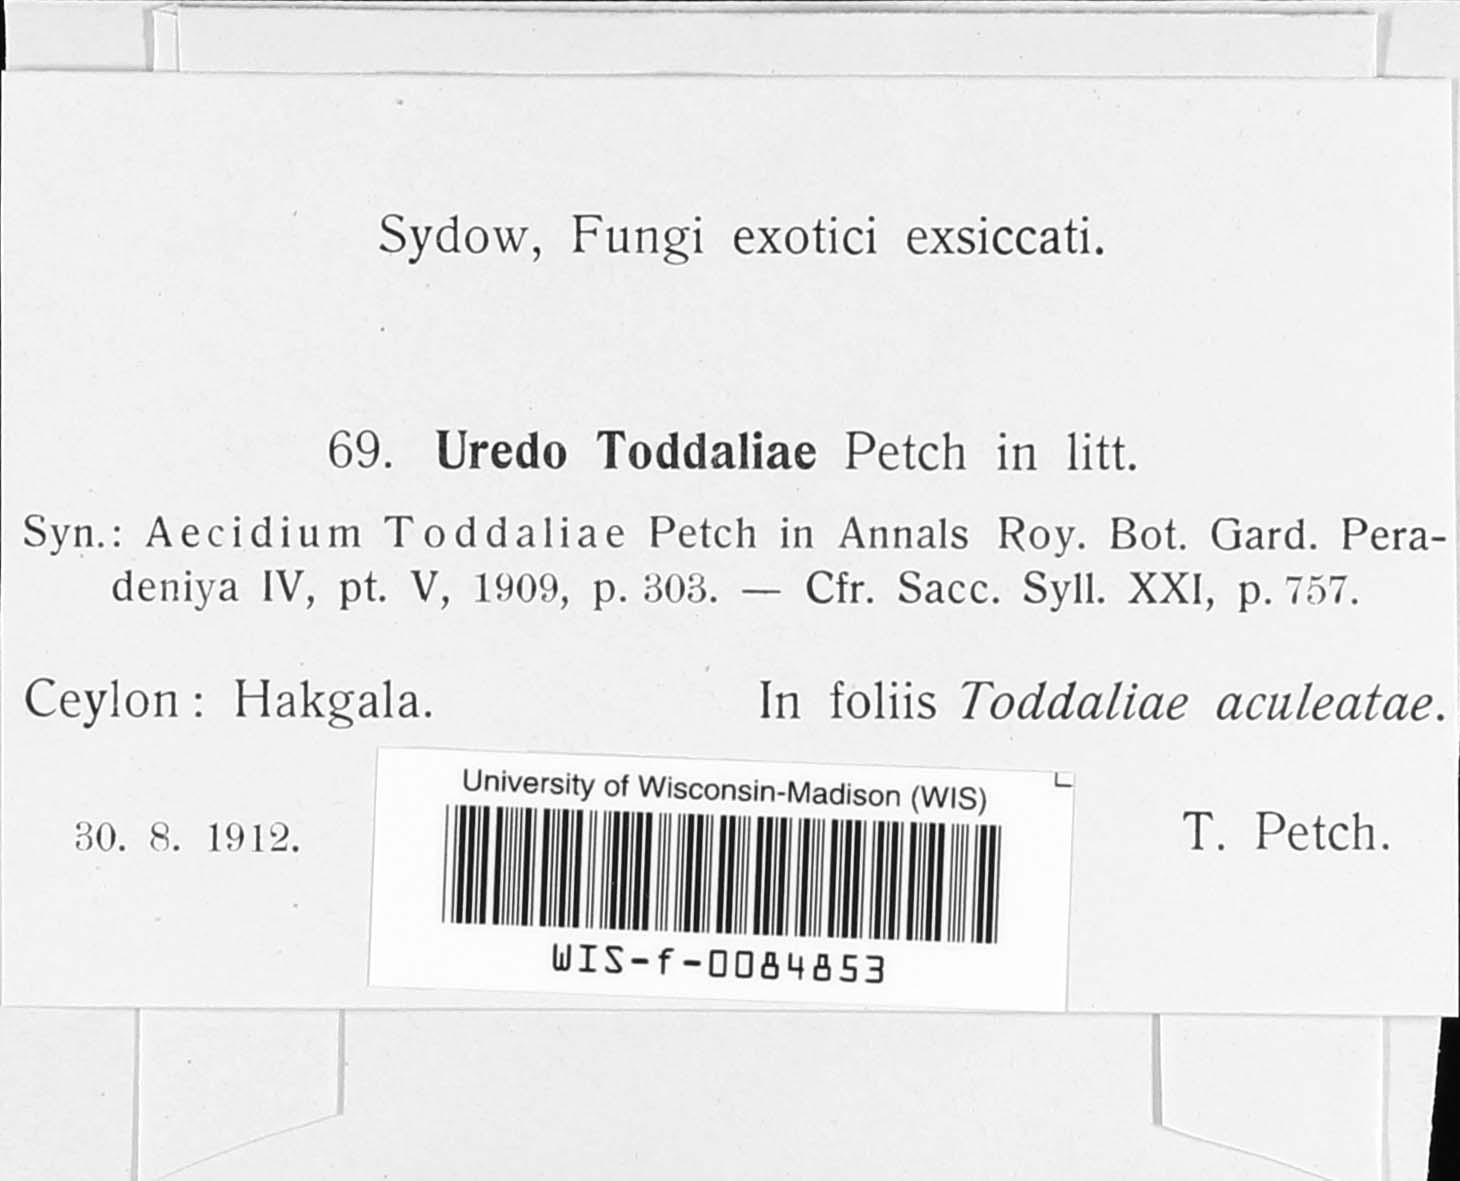 Sydow, Fungi exotici exsiccati.
69. Uredo Toddaliae Petch in litt.
Syn.: Aecidium Toddaliae Petch in Annals Roy. Bot. Gard. Pera-
deniya IV, pt. V, 1909, p. 303. — Cfr. Sacc. Syll. XXI, p. 757.
Ceylon: Hakgala. In foliis Toddaliae aculeatae.
30. 8. 1912. T. Petch.
University of Wisconsin-Madison (WIS)
WIS-f-0084853